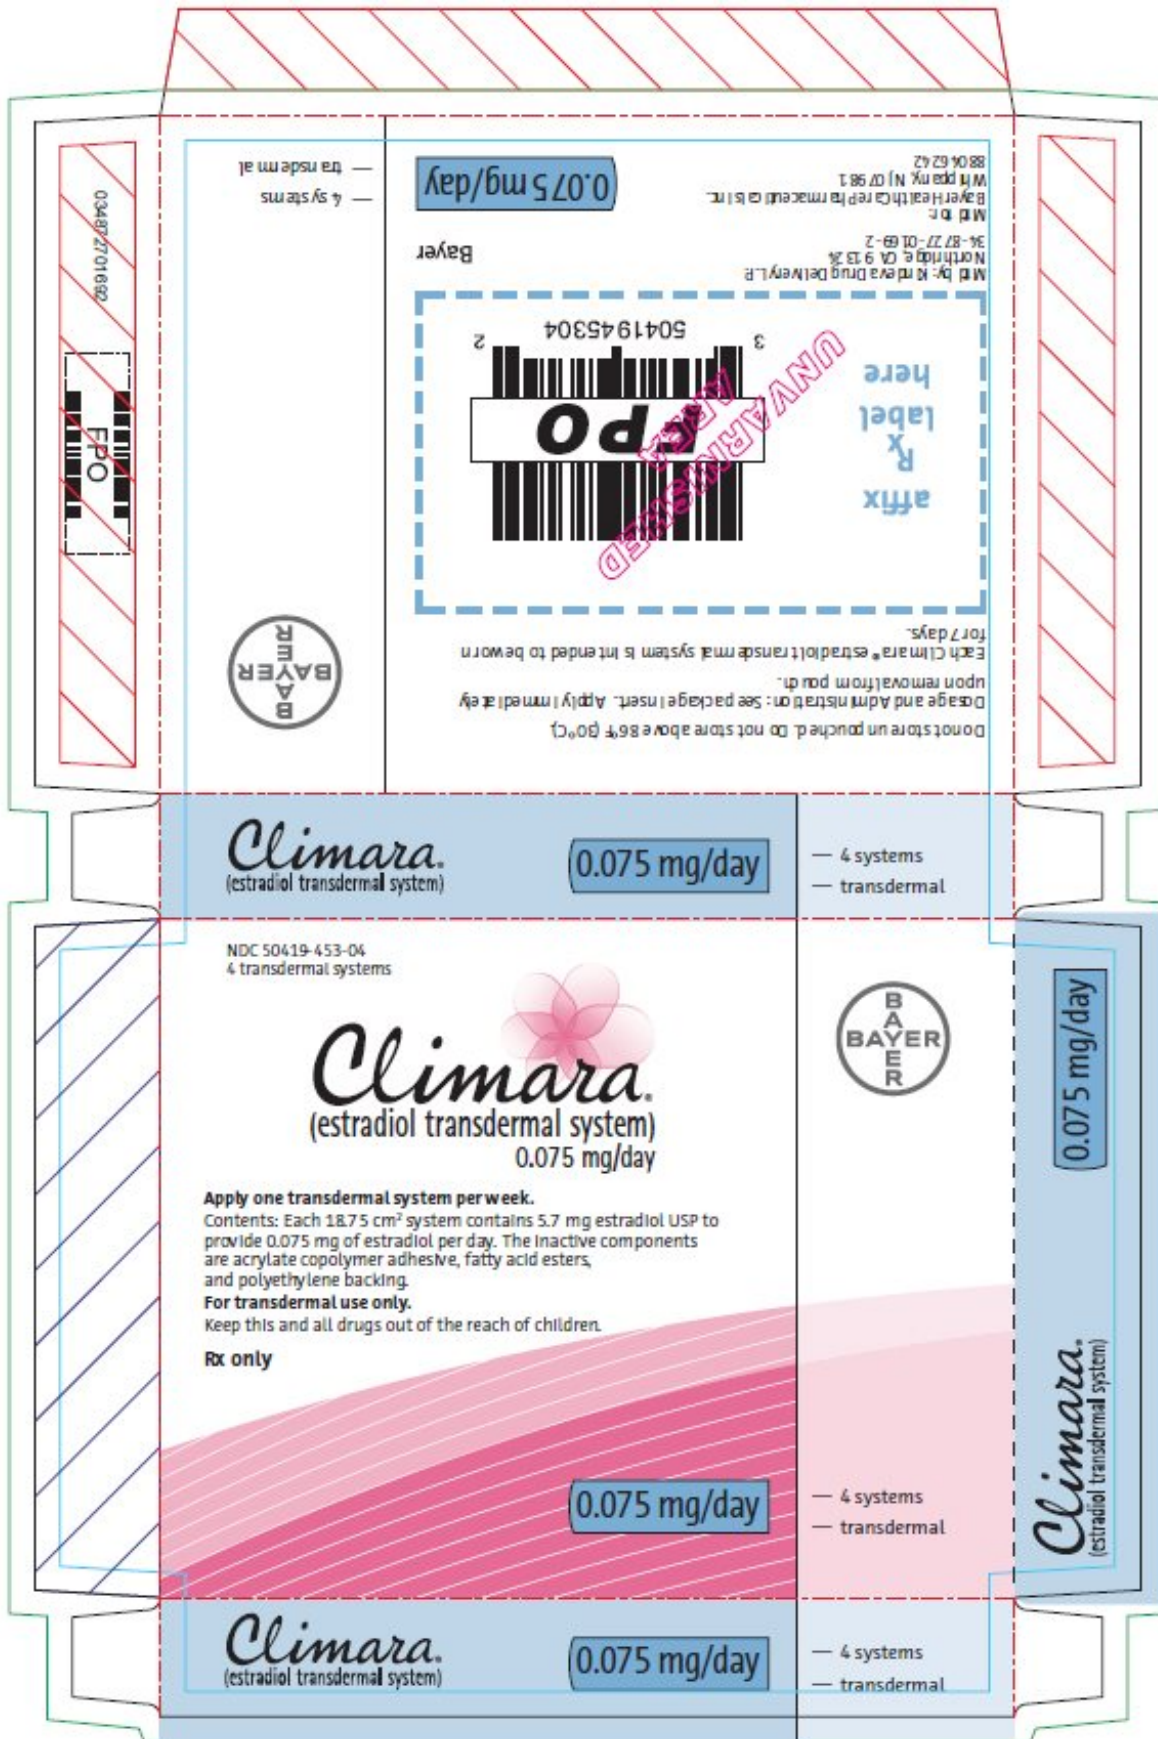 88046242
Whippany, NJ 07981
Bayer HealthCare Pharmaceuticals Inc.
Mfd for:
34-8727-0169-2
Northridge, CA 91324
Mfd by: Kindeva Drug Delivery L.P.
0.075 mg/day
Bayer
— transdermal
— 4 systems
034872701692
FPO
affix
Rx
label
here
UNVARNISHED
AREA
FPO
3 5041945304 2
BAYER
BAYER
for 7 days.
Each Climara® estradiol transdermal system is intended to be worn
upon removal from pouch.
Dosage and Administration: See package insert. Apply immediately
Do not store unpouched. Do not store above 86°F (30°C).
Climara®
(estradiol transdermal system)
0.075 mg/day
— 4 systems
— transdermal
NDC 50419-453-04
4 transdermal systems
Climara®
(estradiol transdermal system)
0.075 mg/day
BAYER
BAYER
Apply one transdermal system per week.
Contents: Each 18.75 cm² system contains 5.7 mg estradiol USP to
provide 0.075 mg of estradiol per day. The inactive components
are acrylate copolymer adhesive, fatty acid esters,
and polyethylene backing.
For transdermal use only.
Keep this and all drugs out of the reach of children.
Rx only
0.075 mg/day
— 4 systems
— transdermal
0.075 mg/day
Climara®
(estradiol transdermal system)
Climara®
(estradiol transdermal system)
0.075 mg/day
— 4 systems
— transdermal